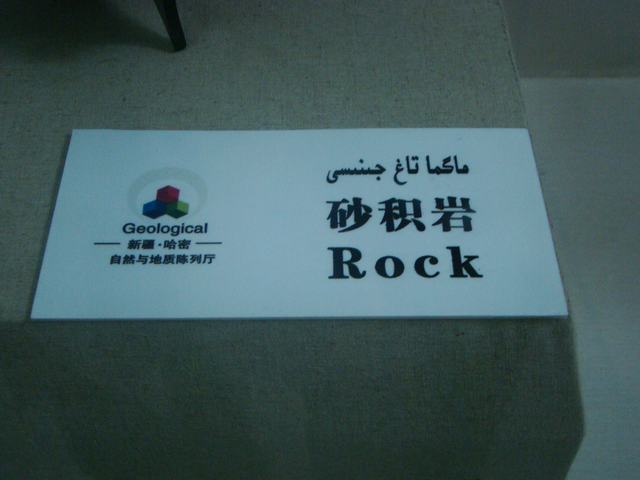 Geological
新疆·哈密
自然与地质陈列厅
ماگما تاغ جىنىسى
砂积岩
Rock